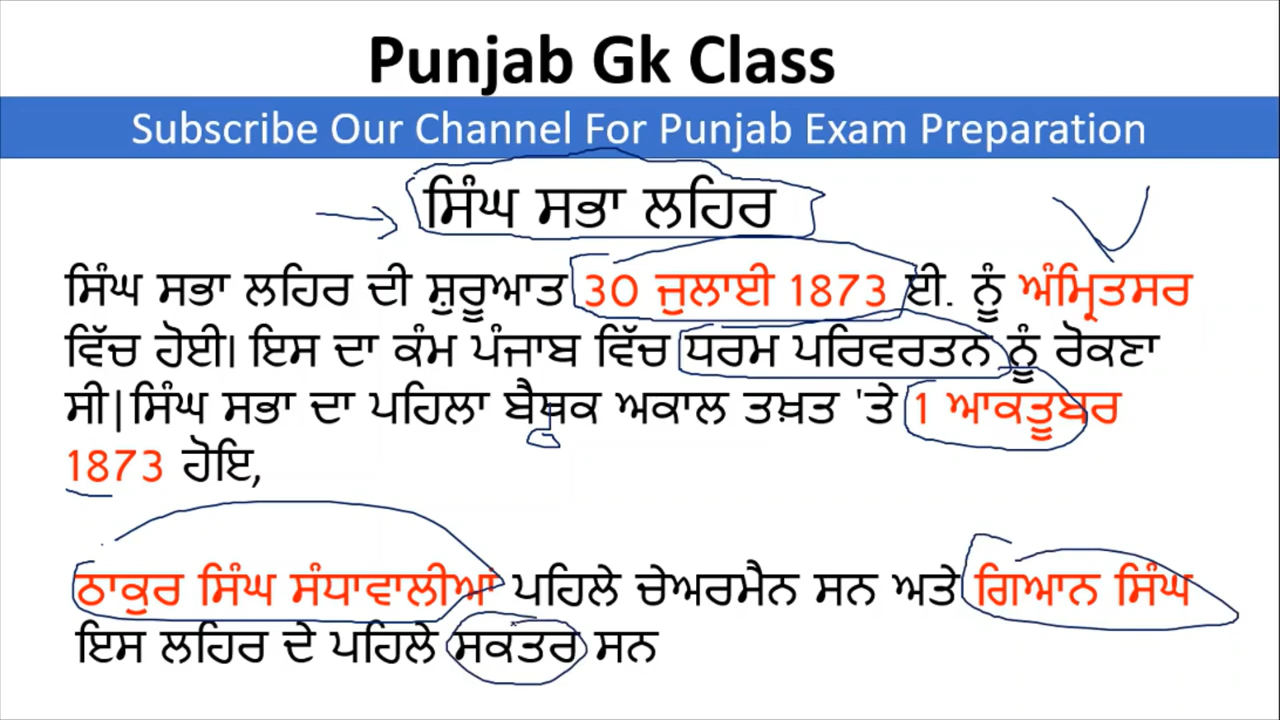 Punjab Gk Class
Subscribe Our Channel For Punjab Exam Preparation
ਸਿੰਘ ਸਭਾ ਲਹਿਰ
ਸਿੰਘ ਸਭਾ ਲਹਿਰ ਦੀ ਸ਼ੁਰੂਆਤ 30 ਜੁਲਾਈ 1873 ਈ. ਨੂੰ ਅੰਮ੍ਰਿਤਸਰ
ਵਿੱਚ ਹੋਈ। ਇਸ ਦਾ ਕੰਮ ਪੰਜਾਬ ਵਿੱਚ ਧਰਮ ਪਰਿਵਰਤਨ ਨੂੰ ਰੋਕਣਾ
ਸੀ|ਸਿੰਘ ਸਭਾ ਦਾ ਪਹਿਲਾ ਬੈਥਕ ਅਕਾਲ ਤਖ਼ਤ 'ਤੇ 1 ਆਕਤੂਬਰ
1873 ਹੋਇ,
ਠਾਕੁਰ ਸਿੰਘ ਸੰਧਾਵਾਲੀਆਂ ਪਹਿਲੇ ਚੇਅਰਮੈਨ ਸਨ ਅਤੇ ਗਿਆਨ ਸਿੰਘ
ਇਸ ਲਹਿਰ ਦੇ ਪਹਿਲੇ ਸਕਤਰ ਸਨ